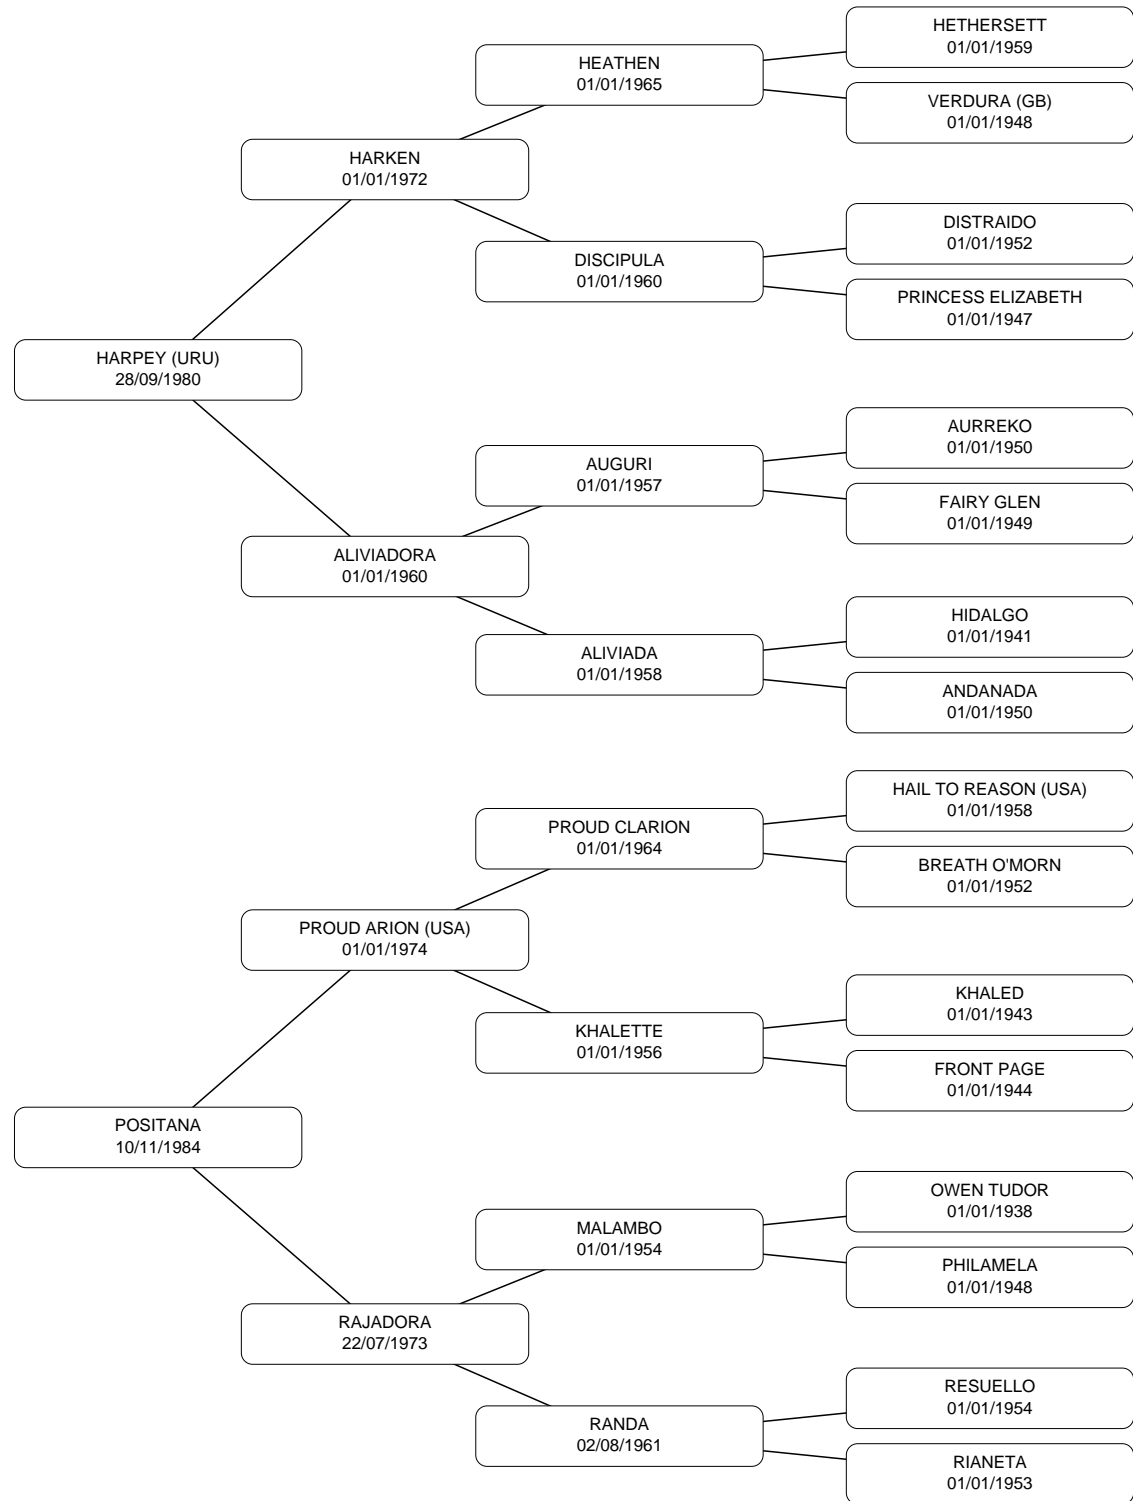 HETHERSETT
01/01/1959
HEATHEN
01/01/1965
VERDURA (GB)
01/01/1948
HARKEN
01/01/1972
DISTRAIDO
01/01/1952
DISCIPULA
01/01/1960
PRINCESS ELIZABETH
01/01/1947
HARPEY (URU)
28/09/1980
AURREKO
01/01/1950
AUGURI
01/01/1957
FAIRY GLEN
01/01/1949
ALIVIADORA
01/01/1960
HIDALGO
01/01/1941
ALIVIADA
01/01/1958
ANDANADA
01/01/1950
HAIL TO REASON (USA)
01/01/1958
PROUD CLARION
01/01/1964
BREATH O'MORN
01/01/1952
PROUD ARION (USA)
01/01/1974
KHALED
01/01/1943
KHALETTE
01/01/1956
FRONT PAGE
01/01/1944
POSITANA
10/11/1984
OWEN TUDOR
01/01/1938
MALAMBO
01/01/1954
PHILAMELA
01/01/1948
RAJADORA
22/07/1973
RESUELLO
01/01/1954
RANDA
02/08/1961
RIANETA
01/01/1953